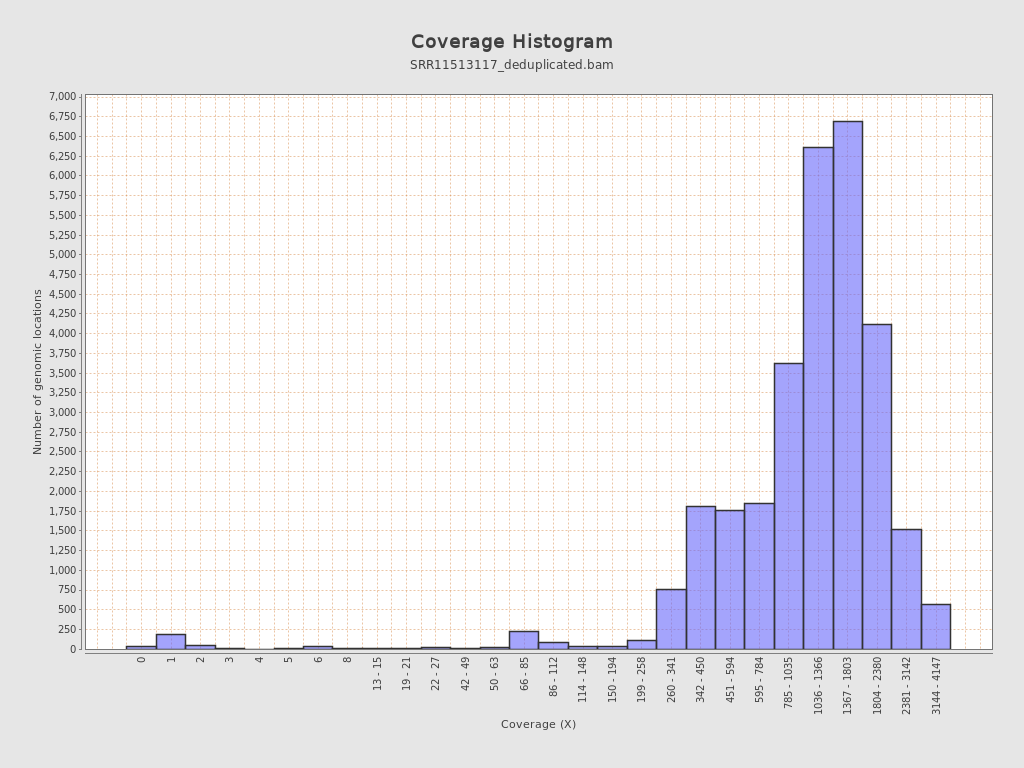 Coverage Histogram
SRR11513117_deduplicated.bam
7,000
6,750
6,500
6,250
6,000
5,750
5,500
5,250
5,000
4,750
4,500
4,250
4,000
3,750
3,500
3,250
3,000
2,750
2,500
2,250
2,000
1,750
1,500
1,250
1,000
750
500
250
0
Number of genomic locations
0
1
2
3
4
5
6
8
13 - 15
19 - 21
22 - 27
42 - 49
50 - 63
66 - 85
86 - 112
114 - 148
150 - 194
199 - 258
260 - 341
342 - 450
451 - 594
595 - 784
785 - 1035
1036 - 1366
1367 - 1803
1804 - 2380
2381 - 3142
3144 - 4147
Coverage (X)